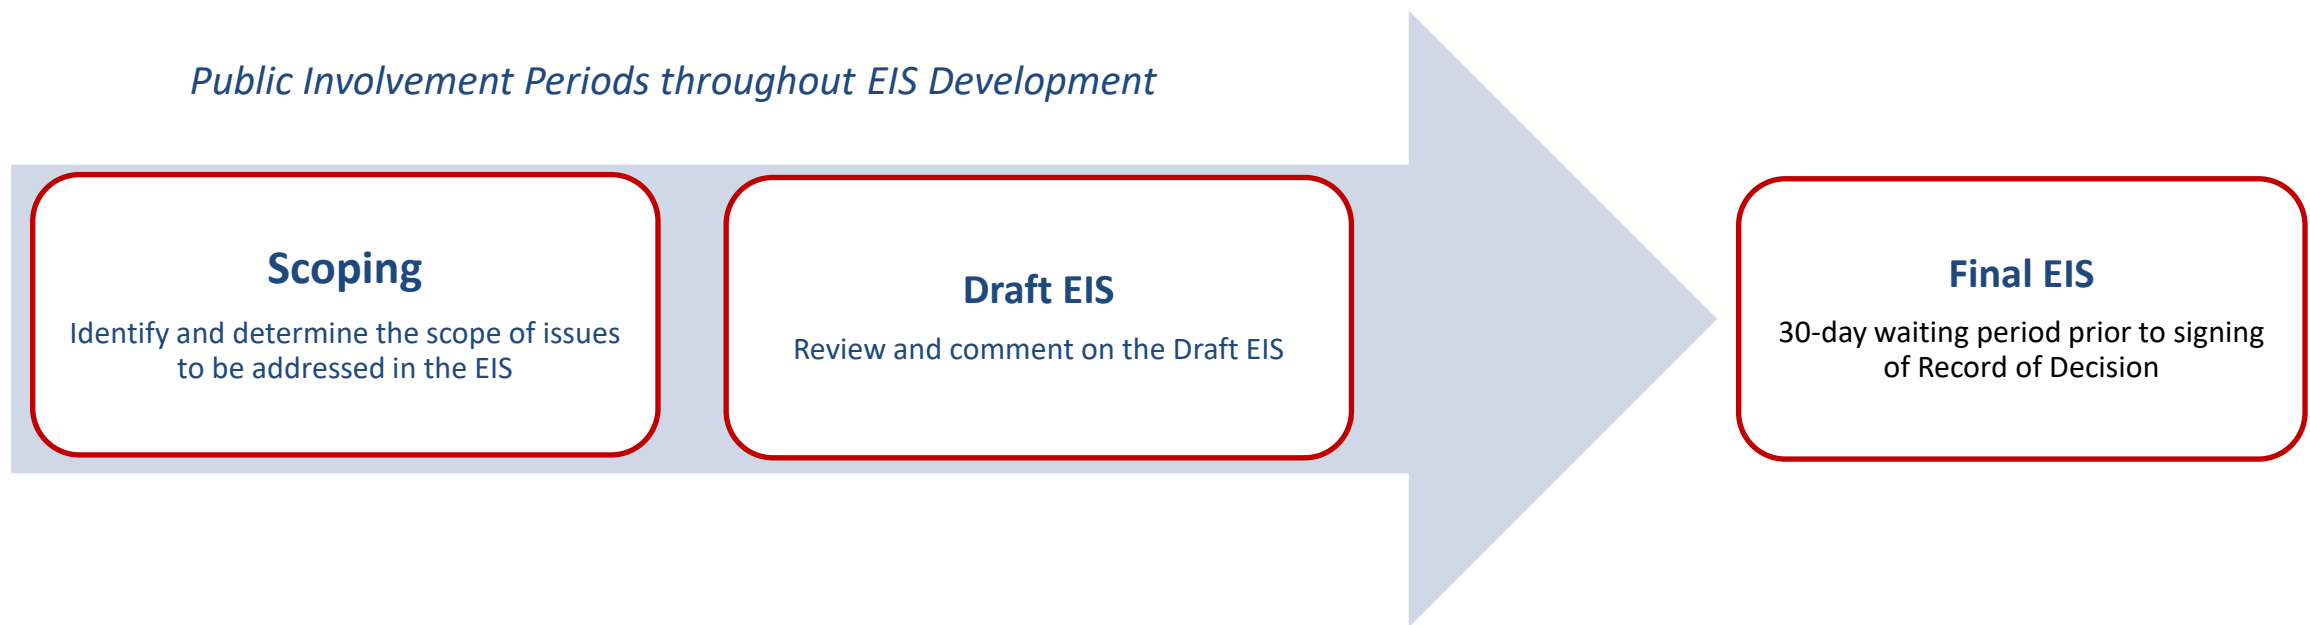 Public Involvement Periods throughout EIS Development
Scoping
Identify and determine the scope of issues
to be addressed in the EIS
Draft EIS
Review and comment on the Draft EIS
Final EIS
30-day waiting period prior to signing
of Record of Decision